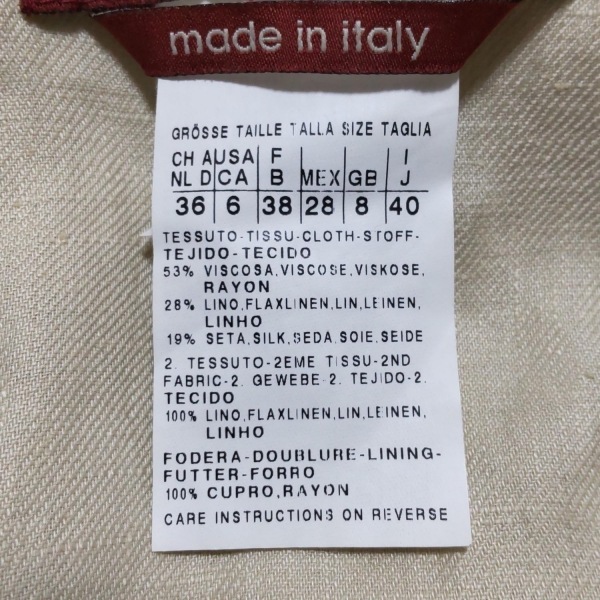 made in italy
GRÖSSE TAILLE TALLA SIZE TAGLIA
CH A USA F I
NL D CA B MEX GB J
36 6 38 28 8 40
TESSUTO-TISSU-CLOTH-STOFF-
TEJIDO-TECIDO
53% VISCOSA,VISCOSE,VISKOSE,
RAYON
28% LINO,FLAXLINEN,LIN,LEINEN,
LINHO
19% SETA,SILK,SEDA,SOIE,SEIDE
2. TESSUTO-2EME TISSU-2ND
FABRIC-2. GEWEBE-2. TEJIDO-2.
TECIDO
100% LINO,FLAXLINEN,LIN,LEINEN,
LINHO
FODERA-DOUBLURE-LINING-
FUTTER-FORRO
100% CUPRO,RAYON
CARE INSTRUCTIONS ON REVERSE